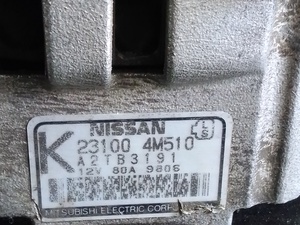 NISSAN
K 23100 4M510
A2TB3191
12V 80A 9806
MITSUBISHI ELECTRIC CORP